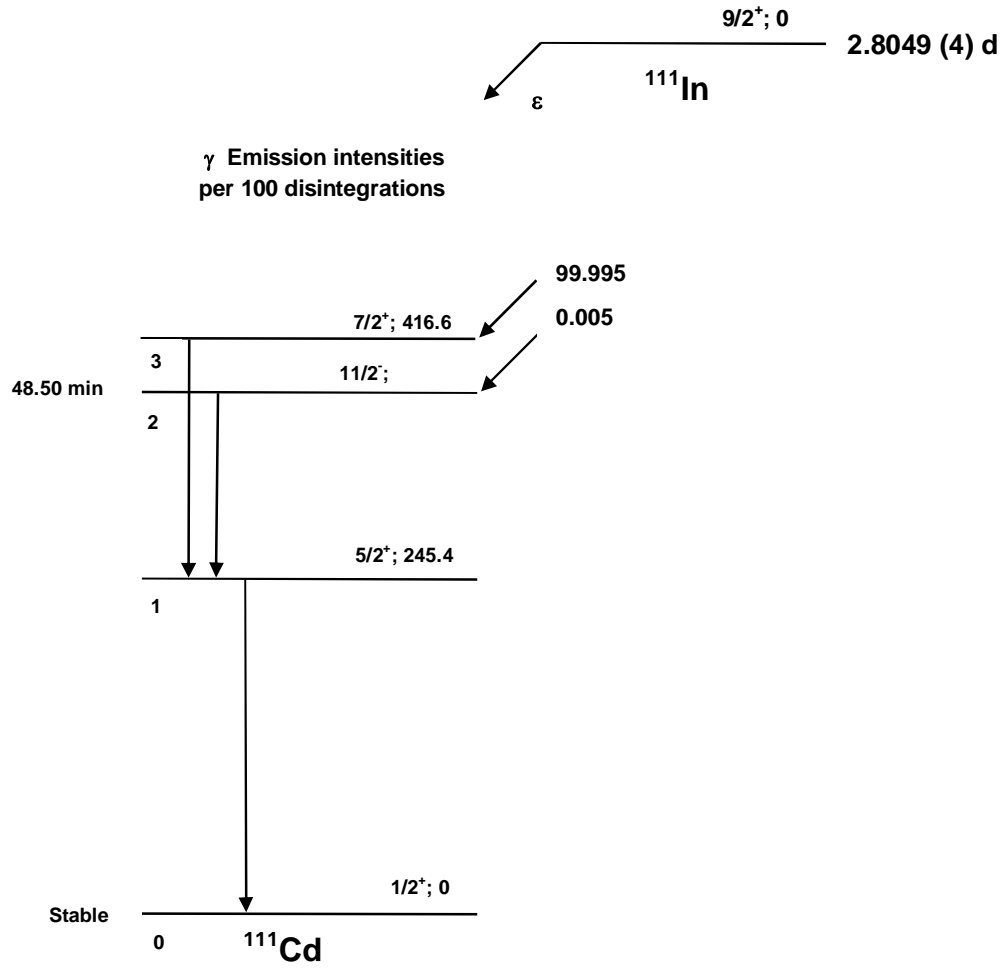 9/2⁺; 0
2.8049 (4) d
¹¹¹In
ε
γ Emission intensities
per 100 disintegrations
99.995
0.005
7/2⁺; 416.6
3
11/2⁻;
48.50 min
2
5/2⁺; 245.4
1
1/2⁺; 0
Stable
0
¹¹¹Cd